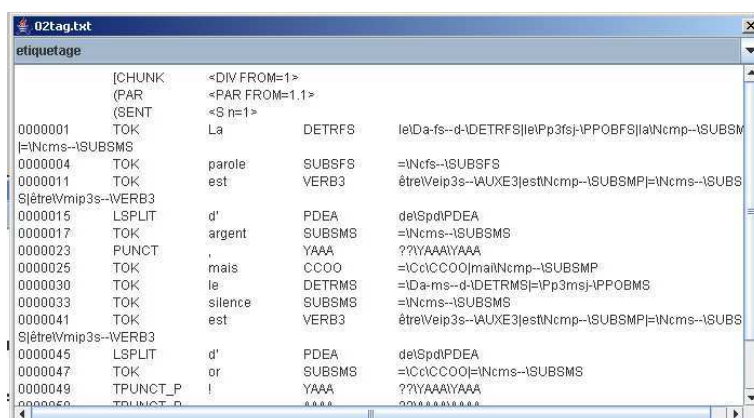 02tag.txt
etiquetage
[CHUNK <DIV FROM=1>
(PAR <PAR FROM=1.1>
(SENT <S n=1>
0000001 TOK La DETRFS le\Da-fs--d-\DETRFS|le\Pp3fsj-\PPOBFS|la\Ncmp--\SUBSM
|=\Ncms--\SUBSMS
0000004 TOK parole SUBSFS =\Ncfs--\SUBSFS
0000011 TOK est VERB3 être\Veip3s--\AUXE3|est\Ncmp--\SUBSMP|=\Ncms--\SUBS
S|être\Vmip3s--\VERB3
0000015 LSPLIT d' PDEA de\Spd\PDEA
0000017 TOK argent SUBSMS =\Ncms--\SUBSMS
0000023 PUNCT , YAAA ??\YAAA\YAAA
0000025 TOK mais CCOO =\Cc\CCOO|mai\Ncmp--\SUBSMP
0000030 TOK le DETRMS =\Da-ms--d-\DETRMS|=\Pp3msj-\PPOBMS
0000033 TOK silence SUBSMS =\Ncms--\SUBSMS
0000041 TOK est VERB3 être\Veip3s--\AUXE3|est\Ncmp--\SUBSMP|=\Ncms--\SUBS
S|être\Vmip3s--\VERB3
0000045 LSPLIT d' PDEA de\Spd\PDEA
0000047 TOK or SUBSMS =\Cc\CCOO|=\Ncms--\SUBSMS
0000049 TPUNCT_P ! YAAA ??\YAAA\YAAA